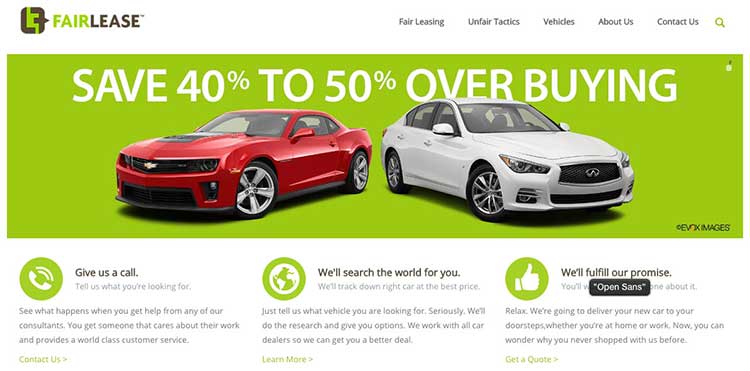 FAIRLEASE™
Fair Leasing
Unfair Tactics
Vehicles
About Us
Contact Us
SAVE 40% TO 50% OVER BUYING
©EVOX IMAGES
Give us a call.
Tell us what you're looking for.
See what happens when you get help from any of our
consultants. You get someone that cares about their work
and provides a world class customer service.
Contact Us >
We'll search the world for you.
We'll track down right car at the best price.
Just tell us what vehicle you are looking for. Seriously. We'll
do the research and give you options. We work with all car
dealers so we can get you a better deal.
Learn More >
We'll fulfill our promise.
You'll one about it.
"Open Sans"
Relax. We're going to deliver your new car to your
doorsteps,whether you're at home or work. Now, you can
wonder why you never shopped with us before.
Get a Quote >